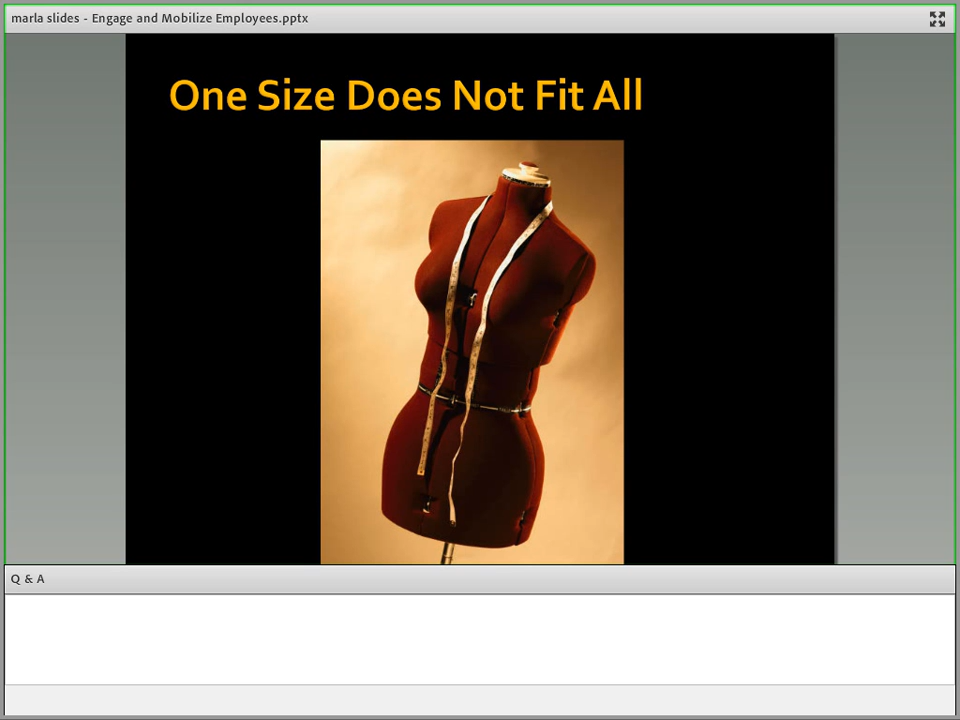 marla slides - Engage and Mobilize Employees.pptx
One Size Does Not Fit All
Q & A